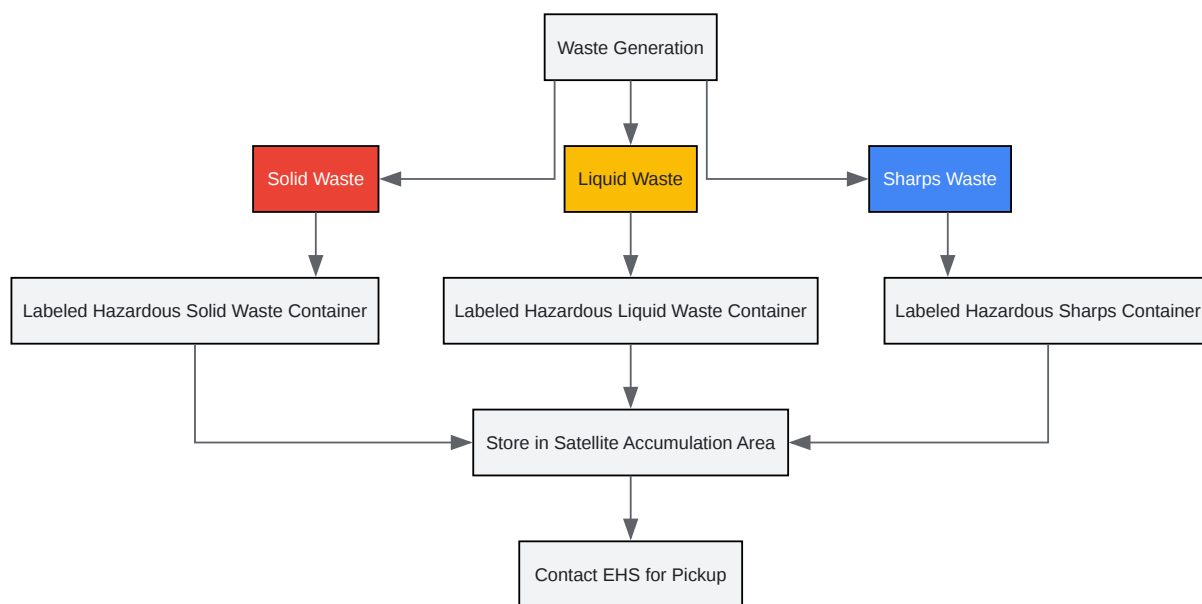 Waste Generation
Solid Waste
Liquid Waste
Sharps Waste
Labeled Hazardous Solid Waste Container
Labeled Hazardous Liquid Waste Container
Labeled Hazardous Sharps Container
Store in Satellite Accumulation Area
Contact EHS for Pickup